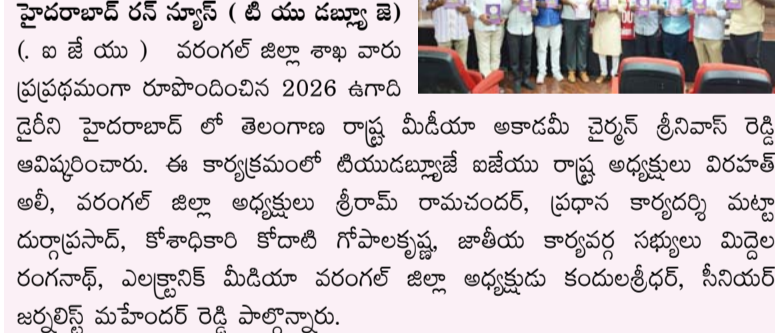 హైదరాబాద్ రన్ న్యూస్ ( టి యు డబ్ల్యూ జె)
(. ఐ జే యు ) వరంగల్ జిల్లా శాఖ వారు
ప్రప్రథమంగా రూపొందించిన 2026 ఉగాది
డైరీని హైదరాబాద్ లో తెలంగాణ రాష్ట్ర మీడీయా అకాడమీ చైర్మన్ శ్రీనివాస్ రెడ్డి
ఆవిష్కరించారు. ఈ కార్యక్రమంలో టియుడబ్ల్యూజే ఐజేయు రాష్ట్ర అధ్యక్షులు విరహత్
అలీ, వరంగల్ జిల్లా అధ్యక్షులు శ్రీరామ్ రామచందర్, ప్రధాన కార్యదర్శి మట్టా
దుర్గాప్రసాద్, కోశాధికారి కోదాటి గోపాలకృష్ణ, జాతీయ కార్యవర్గ సభ్యులు మిద్దెల
రంగనాథ్, ఎలక్ట్రానిక్ మీడియా వరంగల్ జిల్లా అధ్యక్షుడు కందులశ్రీధర్, సీనియర్
జర్నలిస్ట్ మహేందర్ రెడ్డి పాల్గొన్నారు.